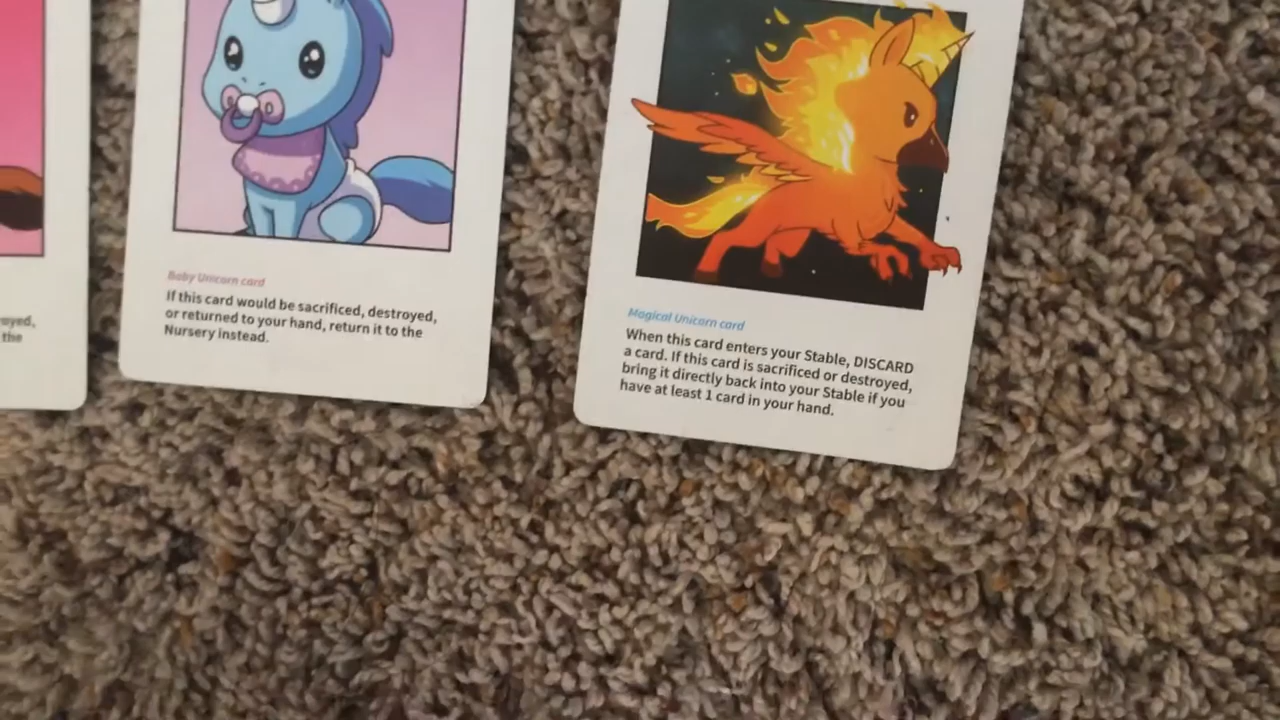 oyed,
the
Baby Unicorn card
If this card would be sacrificed, destroyed,
or returned to your hand, return it to the
Nursery instead.
Magical Unicorn card
When this card enters your Stable, DISCARD
a card. If this card is sacrificed or destroyed,
bring it directly back into your Stable if you
have at least 1 card in your hand.